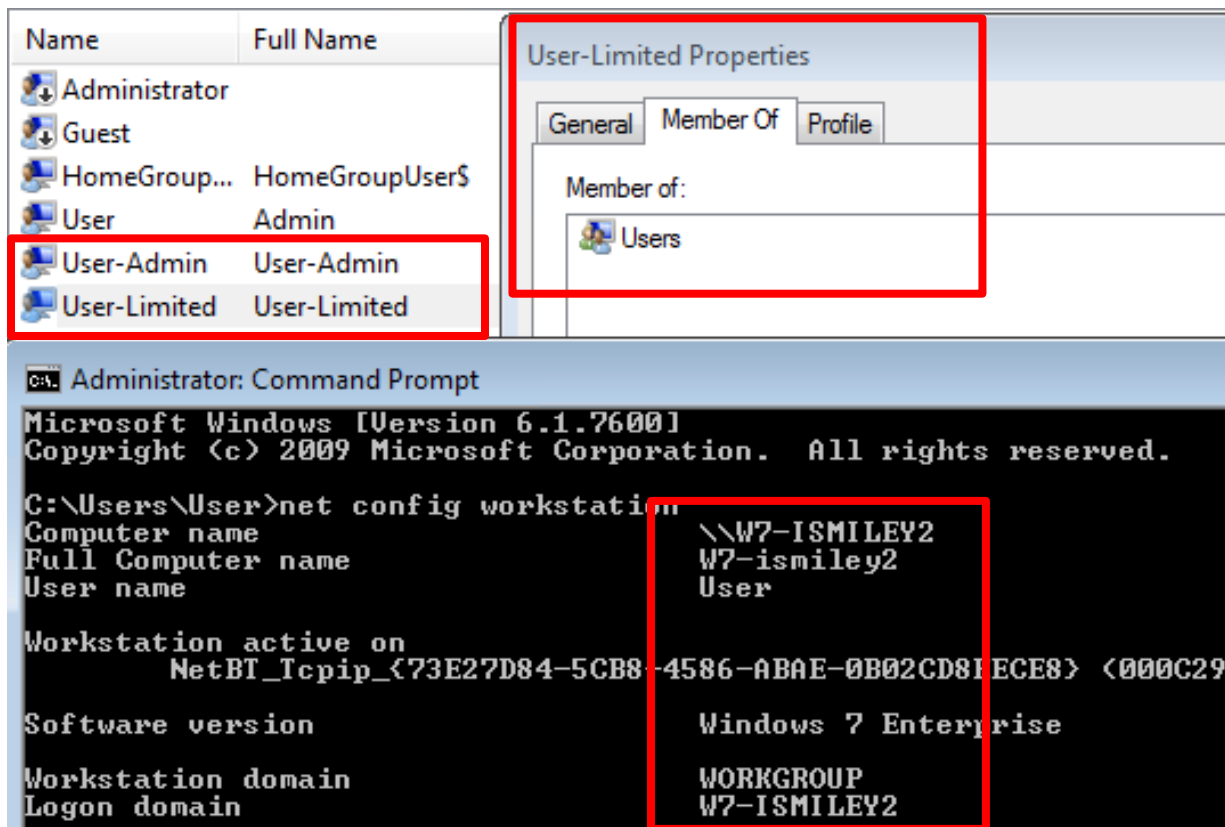 Name Full Name
Administrator
Guest
HomeGroup... HomeGroupUser$
User Admin
User-Admin User-Admin
User-Limited User-Limited
User-Limited Properties
General Member Of Profile
Member of:
Users
Administrator: Command Prompt
Microsoft Windows [Version 6.1.7600]
Copyright (c) 2009 Microsoft Corporation. All rights reserved.
C:\Users\User>net config workstation
Computer name \\W7-ISMILEY2
Full Computer name W7-ismiley2
User name User
Workstation active on
NetBT_Tcpip_{73E27D84-5CB8-4586-ABAE-0B02CD8EECE8} (000C29
Software version Windows 7 Enterprise
Workstation domain WORKGROUP
Logon domain W7-ISMILEY2